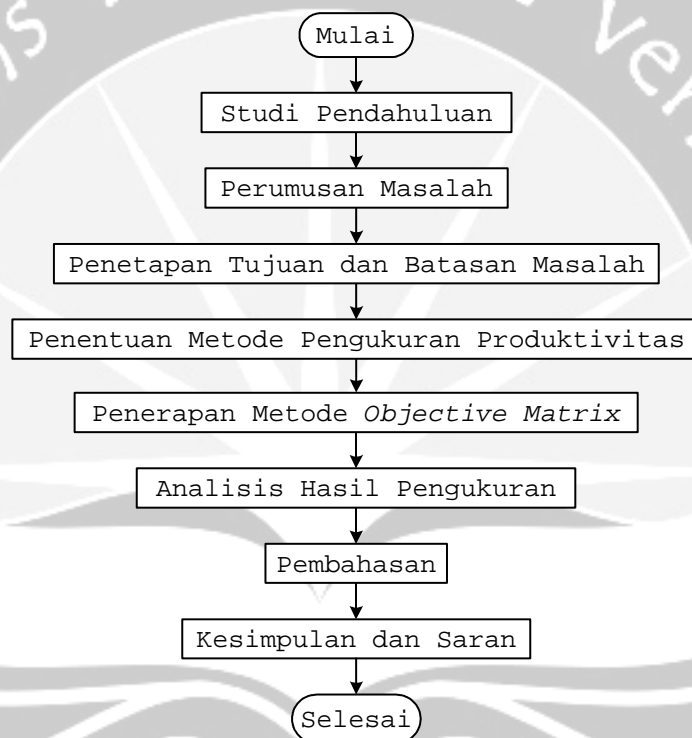 Mulai
Studi Pendahuluan
Perumusan Masalah
Penetapan Tujuan dan Batasan Masalah
Penentuan Metode Pengukuran Produktivitas
Penerapan Metode Objective Matrix
Analisis Hasil Pengukuran
Pembahasan
Kesimpulan dan Saran
Selesai